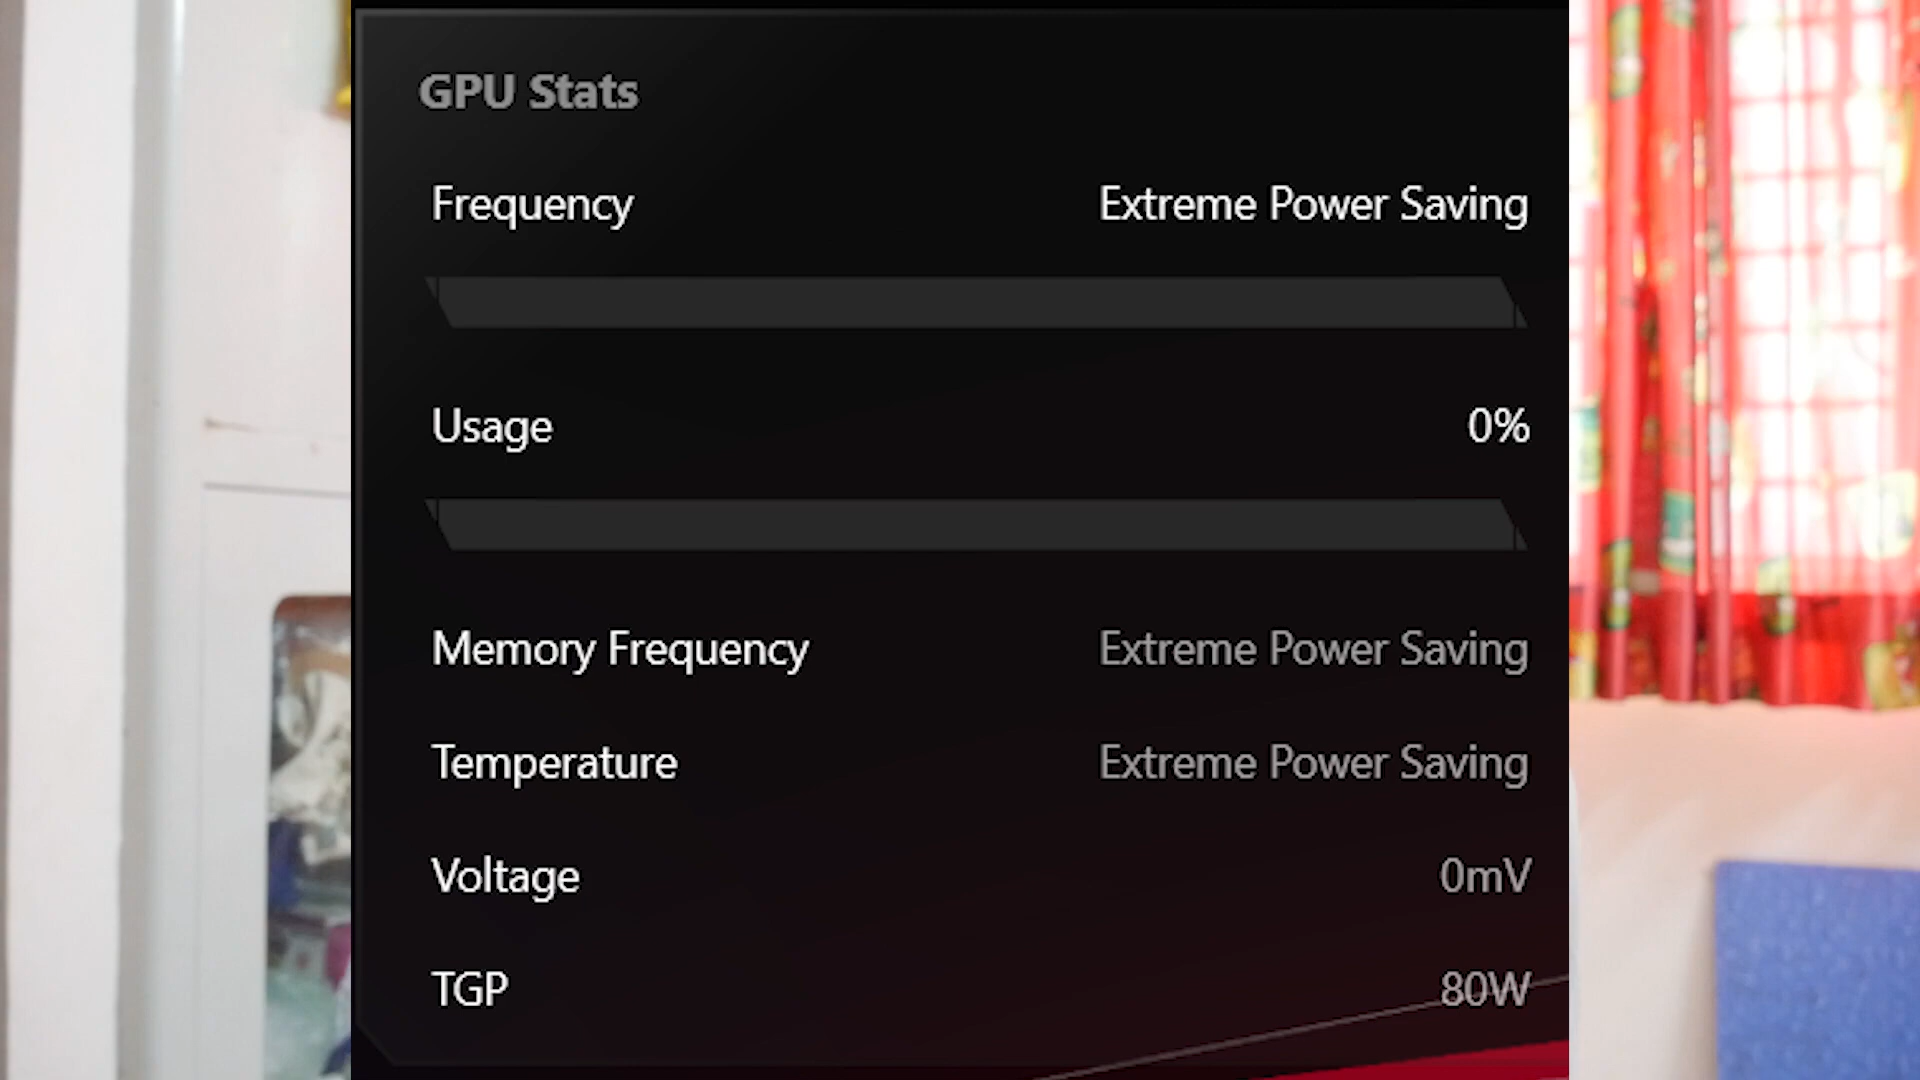 GPU Stats
Frequency Extreme Power Saving
Usage 0%
Memory Frequency Extreme Power Saving
Temperature Extreme Power Saving
Voltage 0mV
TGP 80W